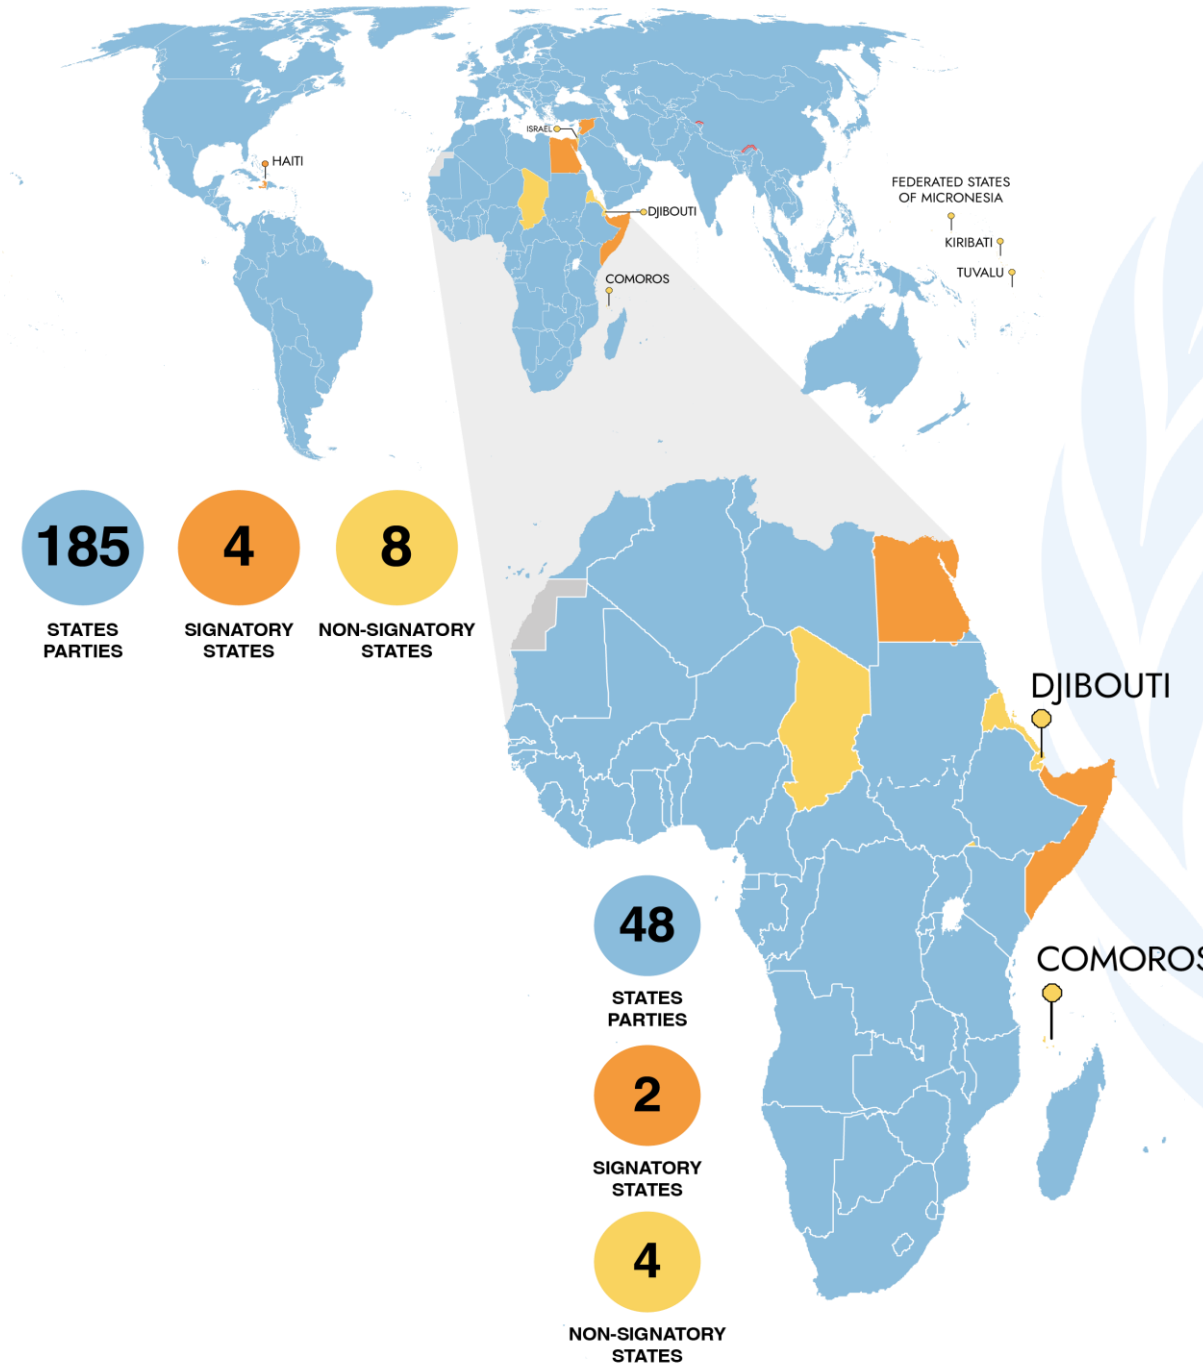 ISRAEL
HAITI
DJIBOUTI
COMOROS
FEDERATED STATES
OF MICRONESIA
KIRIBATI
TUVALU
185
STATES
PARTIES
4
SIGNATORY
STATES
8
NON-SIGNATORY
STATES
DJIBOUTI
COMOROS
48
STATES
PARTIES
2
SIGNATORY
STATES
4
NON-SIGNATORY
STATES